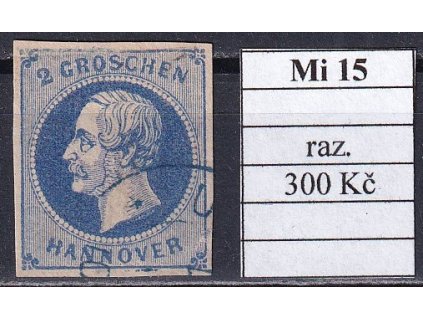 2 GROSCHEN
HANNOVER
Mi 15
raz.
300 Kč